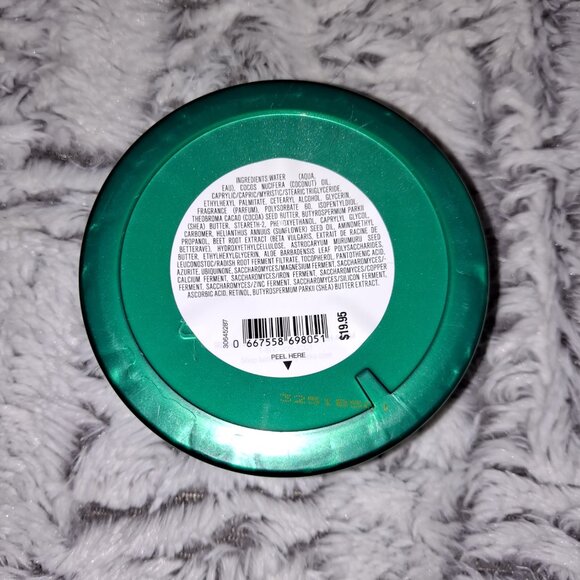 INGREDIENTS:WATER (AQUA,
EAU), COCOS NUCIFERA (COCONUT) OIL,
CAPRYLIC/CAPRIC/MYRISTIC/STEARIC TRIGLYCERIDE,
ETHYLHEXYL PALMITATE, CETEARYL ALCOHOL, GLYCERIN,
FRAGRANCE (PARFUM), POLYSORBATE 60, ISOPENTYLDIOL,
THEOBROMA CACAO (COCOA) SEED BUTTER, BUTYROSPERMUM PARKII
(SHEA) BUTTER, STEARETH-2, PHENOXYETHANOL, CAPRYLYL GLYCOL,
CARBOMER, HELIANTHUS ANNUUS (SUNFLOWER) SEED OIL, AMINOMETHYL
PROPANOL, BEET ROOT EXTRACT (BETA VULGARIS, EXTRAIT DE RACINE DE
BETTERAVE), HYDROXYETHYLCELLULOSE, ASTROCARYUM MURUMURU SEED
BUTTER, ETHYLHEXYLGLYCERIN, ALOE BARBADENSIS LEAF POLYSACCHARIDES,
LEUCONOSTOC/RADISH ROOT FERMENT FILTRATE, TOCOPHEROL, PANTOTHENIC ACID,
AZURITE, UBIQUINONE, SACCHAROMYCES/MAGNESIUM FERMENT, SACCHAROMYCES/
CALCIUM FERMENT, SACCHAROMYCES/IRON FERMENT, SACCHAROMYCES/COPPER
FERMENT, SACCHAROMYCES/ZINC FERMENT, SACCHAROMYCES/SILICON FERMENT,
ASCORBIC ACID, RETINOL, BUTYROSPERMUM PARKII (SHEA) BUTTER EXTRACT.
30645287
0 667558 698051
$19.95
PEEL HERE